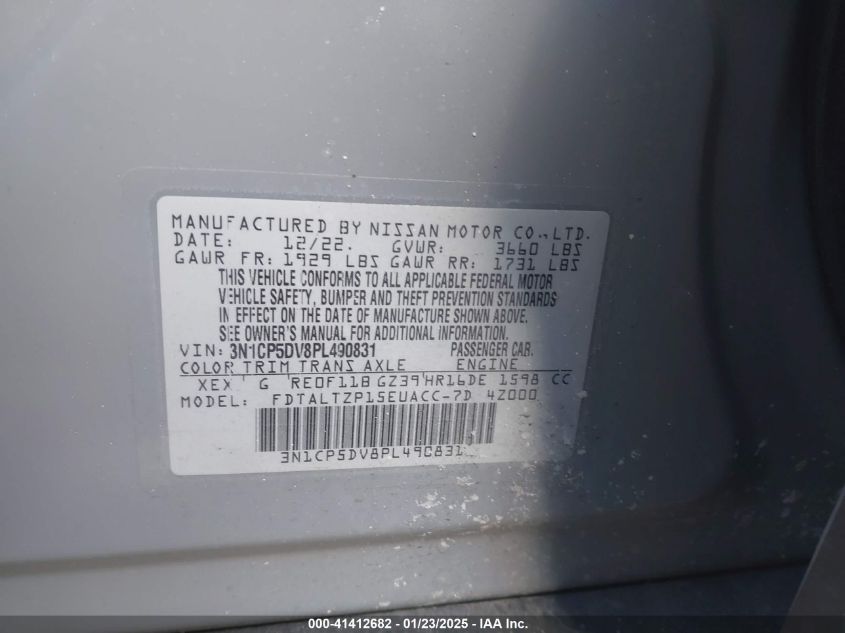 MANUFACTURED BY NISSAN MOTOR CO., LTD.
DATE: 12/22. GVWR: 3660 LBS
GAWR FR: 1929 LBS GAWR RR: 1731 LBS
THIS VEHICLE CONFORMS TO ALL APPLICABLE FEDERAL MOTOR
VEHICLE SAFETY, BUMPER AND THEFT PREVENTION STANDARDS
IN EFFECT ON THE DATE OF MANUFACTURE SHOWN ABOVE.
SEE OWNER'S MANUAL FOR ADDITIONAL INFORMATION.
VIN: 3N1CP5DV8PL490831 PASSENGER CAR.
COLOR TRIM TRANS AXLE ENGINE
XEX G RE0F11B GZ39 HR16DE 1598 CC
MODEL: FDTALTZP15EUACC-7D 4Z000
3N1CP5DV8PL490831
000-41412682 - 01/23/2025 - IAA Inc.